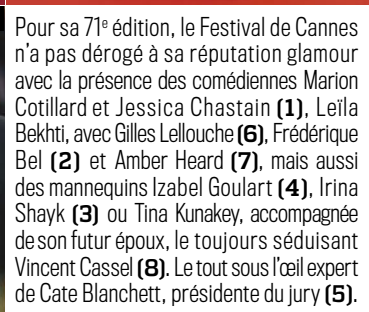 Pour sa 71e édition, le Festival de Cannes
n'a pas dérogé à sa réputation glamour
avec la présence des comédiennes Marion
Cotillard et Jessica Chastain (1), Leïla
Bekhti, avec Gilles Lellouche (6), Frédérique
Bel (2) et Amber Heard (7), mais aussi
des mannequins Izabel Goulart (4), Irina
Shayk (3) ou Tina Kunakey, accompagnée
de son futur époux, le toujours séduisant
Vincent Cassel (8). Le tout sous l'œil expert
de Cate Blanchett, présidente du jury (5).